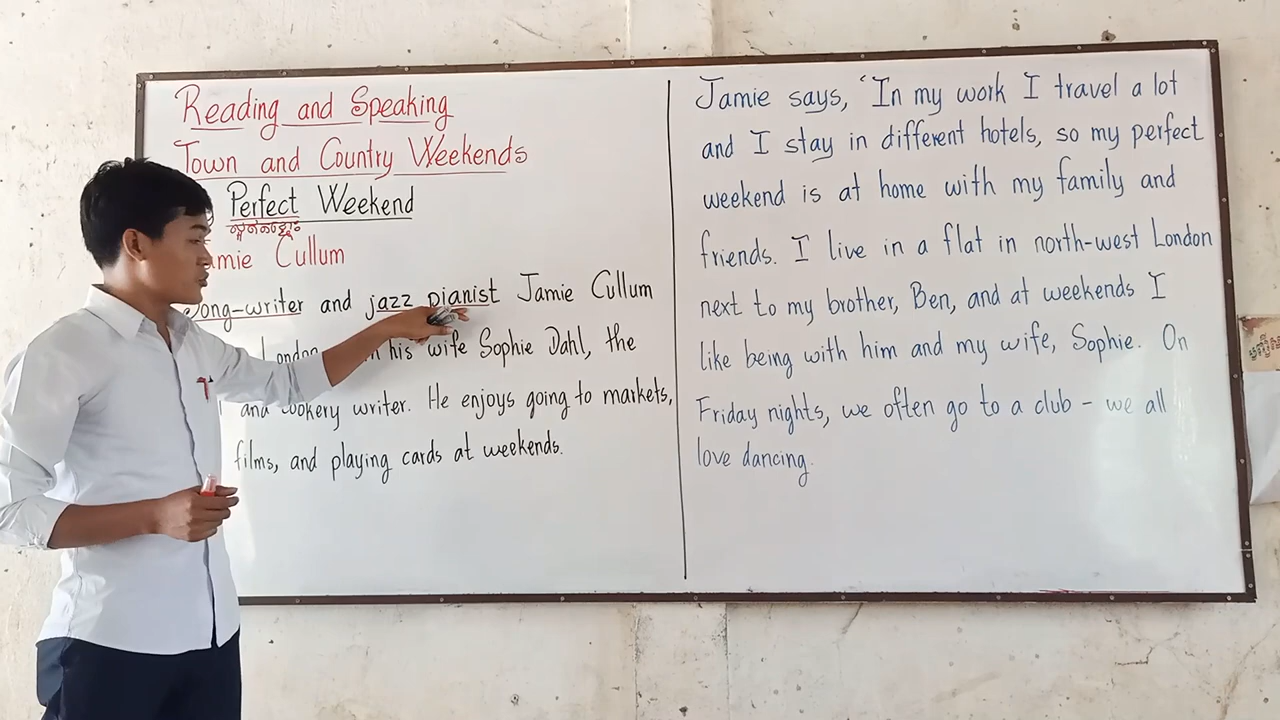 Reading and Speaking
Town and Country Weekends
Perfect Weekend
Cullum
Song-writer and jazz pianist Jamie Cullum
his wife Sophie Dahl, the
and cookery writer. He enjoys going to markets,
films, and playing cards at weekends.
Jamie says, 'In my work I travel a lot
and I stay in different hotels, so my perfect
weekend is at home with my family and
friends. I live in a flat in north-west London
next to my brother, Ben, and at weekends I
like being with him and my wife, Sophie. On
Friday nights, we often go to a club - we all
love dancing.